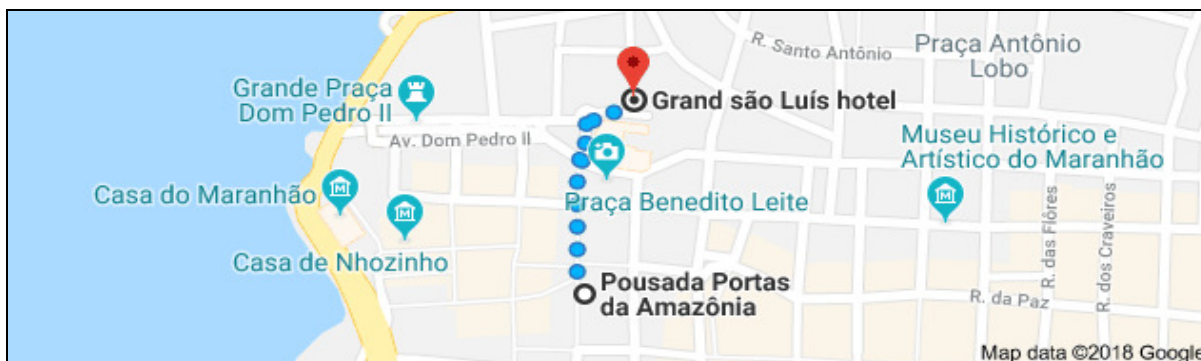 R. Santo Antônio
Praça Antônio
Lobo
Grande Praça
Dom Pedro II
Grand são Luís hotel
Av. Dom Pedro II
Museu Histórico e
Artístico do Maranhão
Casa do Maranhão
Praça Benedito Leite
Casa de Nhozinho
R. das Flôres
R. dos Craveiros
Pousada Portas
da Amazônia
R. da Paz
Map data ©2018 Google